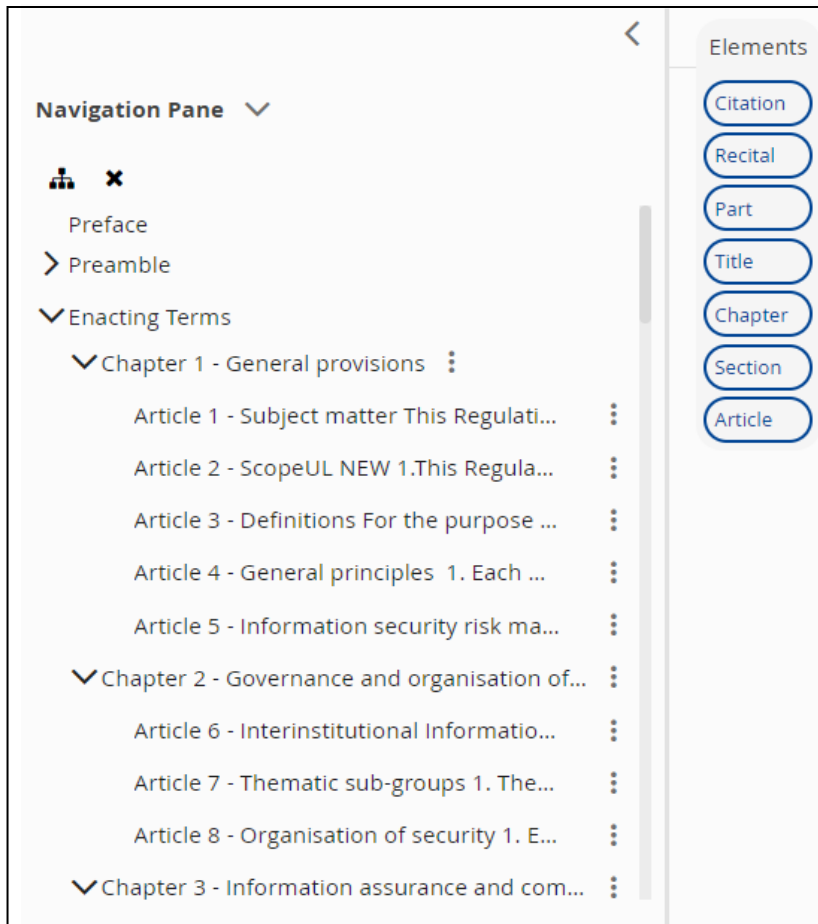 Navigation Pane
Preface
Preamble
Enacting Terms
Chapter 1 - General provisions
Article 1 - Subject matter This Regulati...
Article 2 - ScopeUL NEW 1.This Regula...
Article 3 - Definitions For the purpose ...
Article 4 - General principles  1. Each ...
Article 5 - Information security risk ma...
Chapter 2 - Governance and organisation of...
Article 6 - Interinstitutional Informatio...
Article 7 - Thematic sub-groups 1. The...
Article 8 - Organisation of security 1. E...
Chapter 3 - Information assurance and com...
Elements
Citation
Recital
Part
Title
Chapter
Section
Article